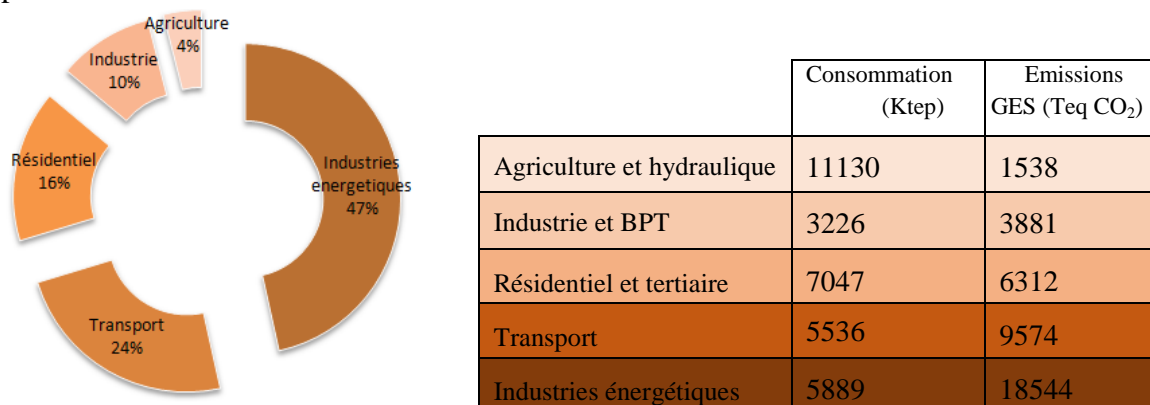 Agriculture
4%
Industrie
10%
Résidentiel
16%
Transport
24%
Industries
energetiques
47%
Consommation Emissions
(Ktep) GES (Teq CO₂)
Agriculture et hydraulique 11130 1538
Industrie et BPT 3226 3881
Résidentiel et tertiaire 7047 6312
Transport 5536 9574
Industries énergétiques 5889 18544